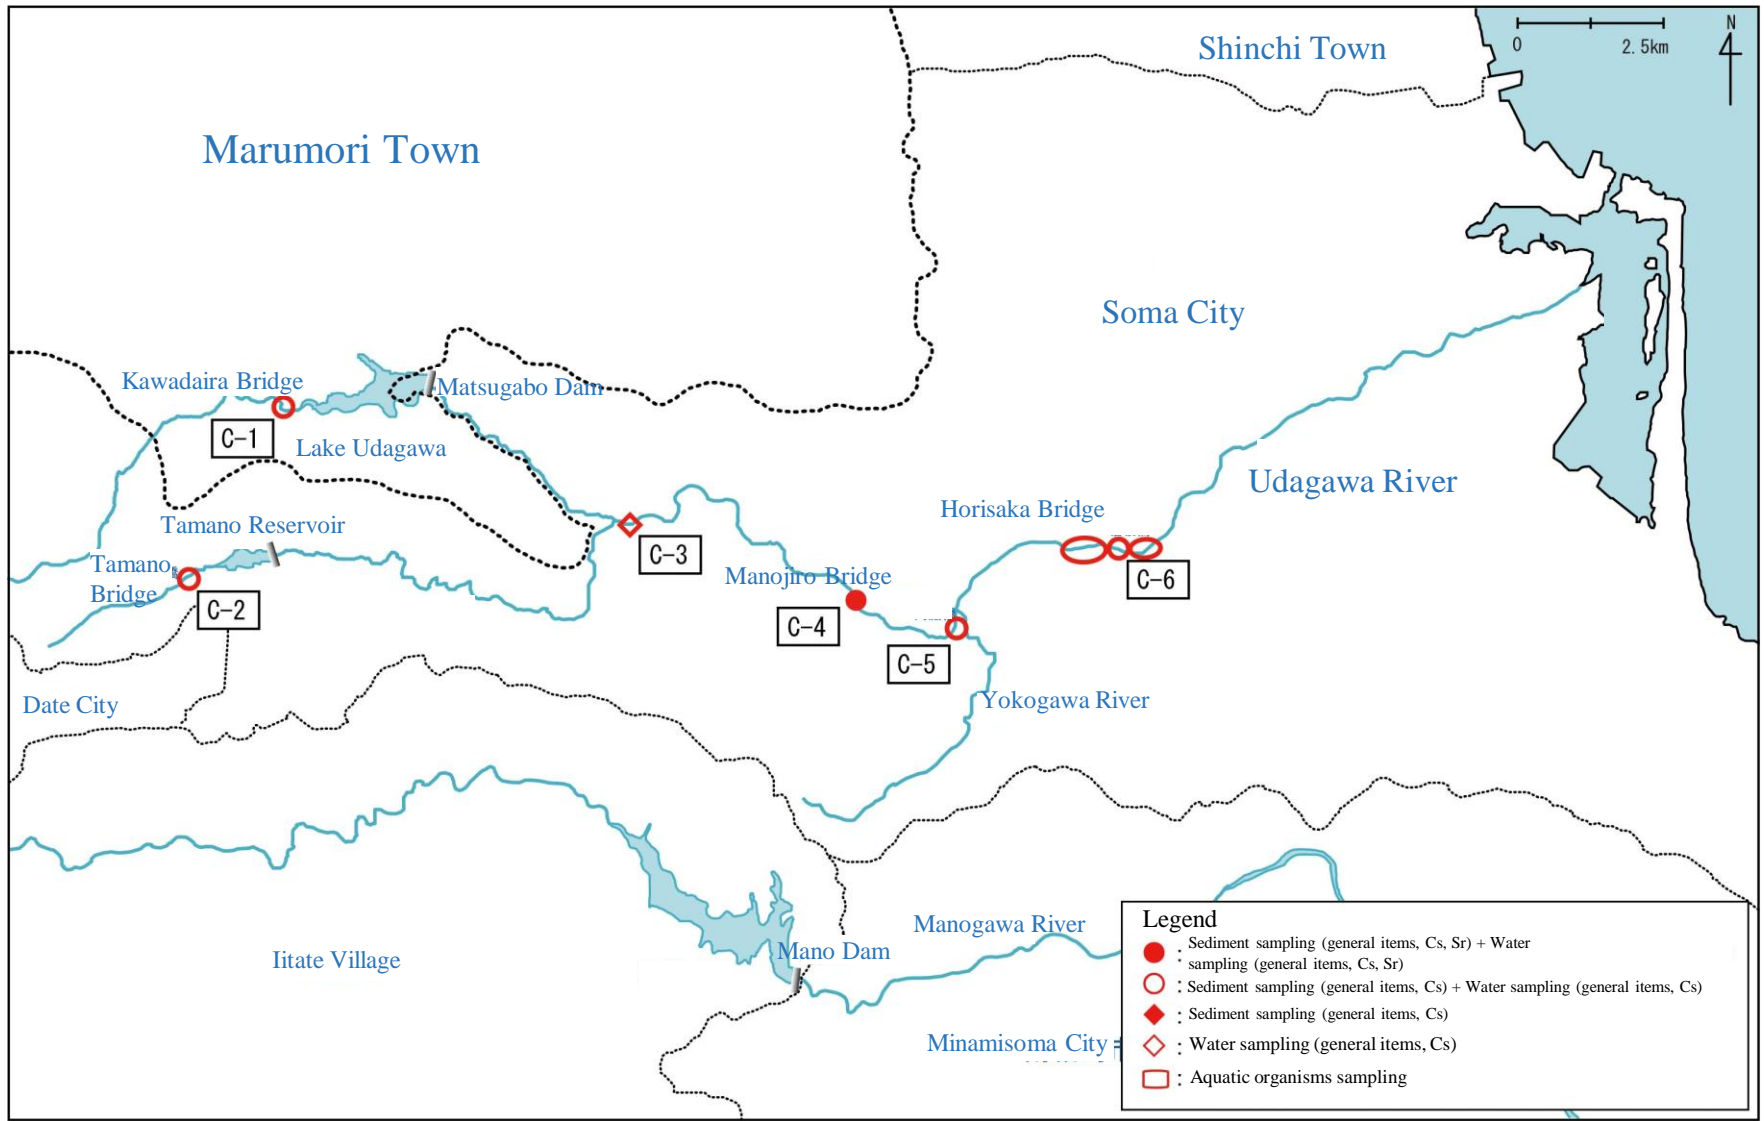 Shinchi Town
0
2.5km
N
Marumori Town
Soma City
Kawadaira Bridge
Matsugabo Dam
C-1
Lake Udagawa
Udagawa River
Horisaka Bridge
Tamano Reservoir
C-3
Tamano
Bridge
Manojiro Bridge
C-6
C-2
C-4
C-5
Date City
Yokogawa River
Manogawa River
Mano Dam
Iitate Village
Minamisoma City
Legend
: Sediment sampling (general items, Cs, Sr) + Water
sampling (general items, Cs, Sr)
: Sediment sampling (general items, Cs) + Water sampling (general items, Cs)
: Sediment sampling (general items, Cs)
: Water sampling (general items, Cs)
: Aquatic organisms sampling